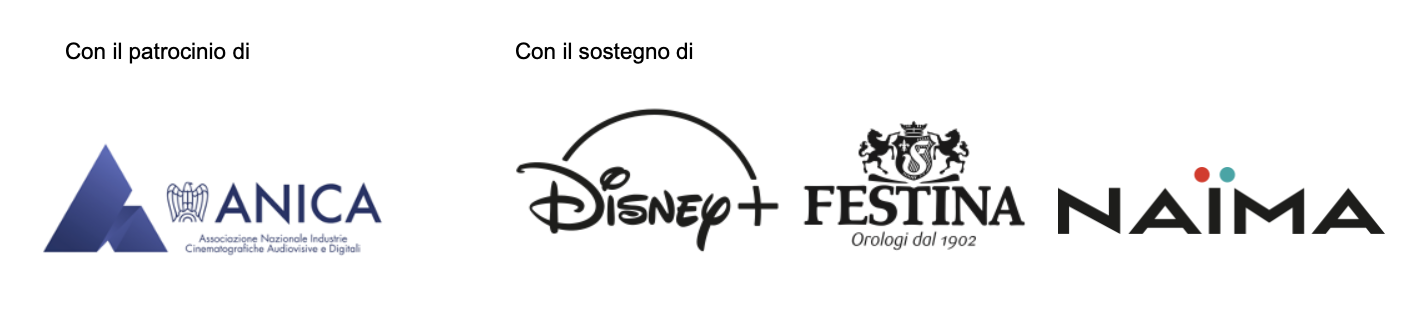 Con il patrocinio di
ANICA
Associazione Nazionale Industrie
Cinematografiche Audiovisive e Digitali
Con il sostegno di
Disney+
FESTINA
Orologi dal 1902
NAÏMA